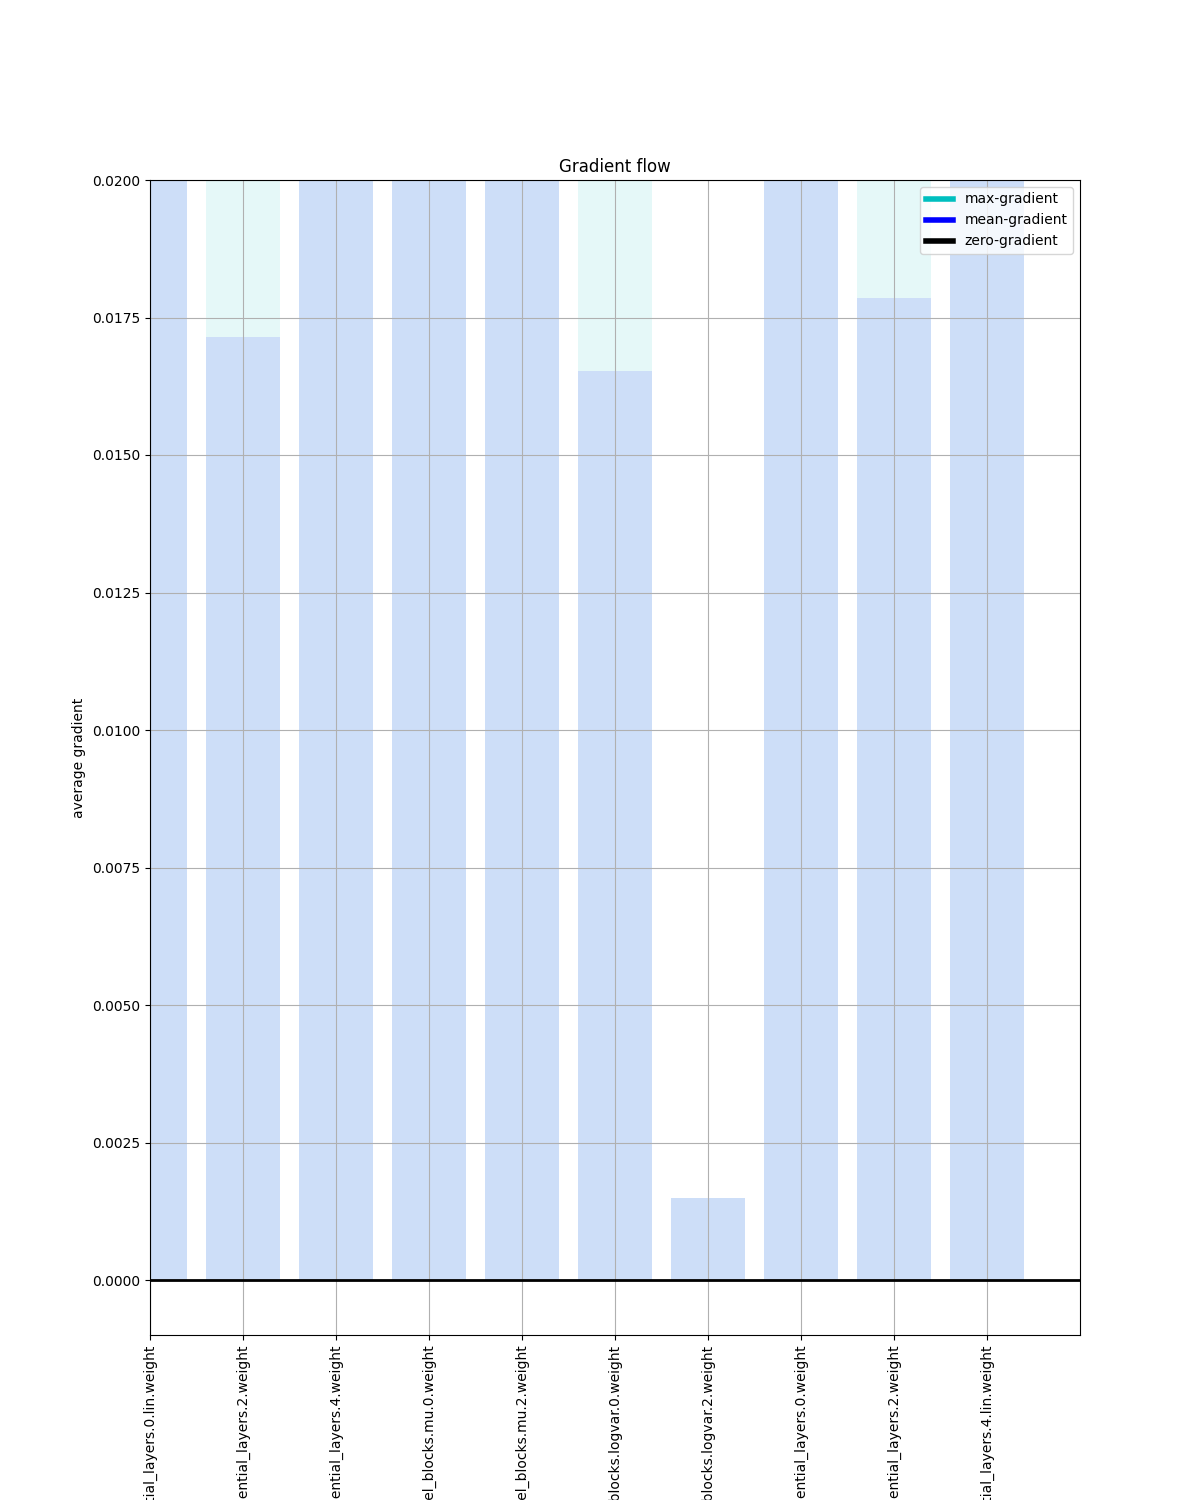 Gradient flow
max-gradient
mean-gradient
zero-gradient
average gradient
0.0200
0.0175
0.0150
0.0125
0.0100
0.0075
0.0050
0.0025
0.0000
tial_layers.0.lin.weight
ential_layers.2.weight
ential_layers.4.weight
el_blocks.mu.0.weight
el_blocks.mu.2.weight
blocks.logvar.0.weight
blocks.logvar.2.weight
ential_layers.0.weight
ential_layers.2.weight
tial_layers.4.lin.weight